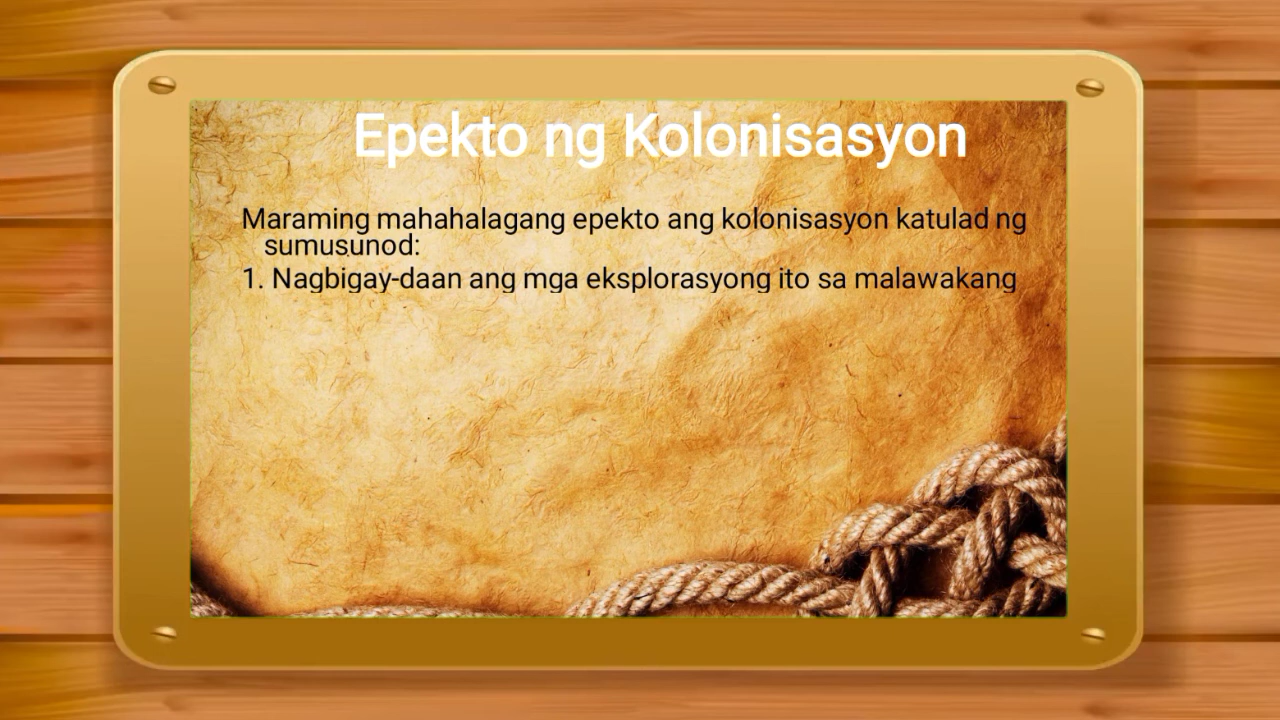 Epekto ng Kolonisasyon
Maraming mahahalagang epekto ang kolonisasyon katulad ng
sumusunod:
1. Nagbigay-daan ang mga eksplorasyong ito sa malawakang